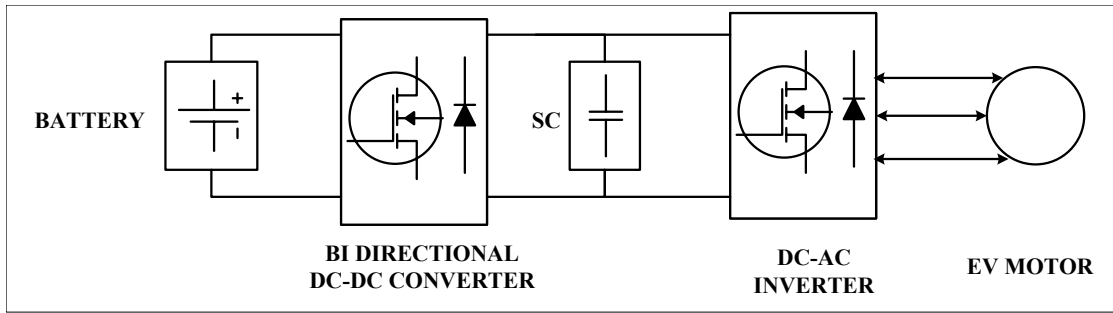 BATTERY
+
SC
BI DIRECTIONAL
DC-DC CONVERTER
DC-AC
INVERTER
EV MOTOR